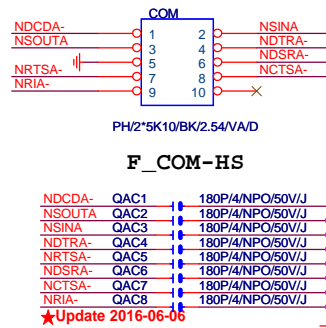 COM
NDCDA- 1 2 NSINA
NSOUTA 3 4 NDTRA-
5 6 NDSRA-
NRTSA- 7 8 NCTSA-
NRIA- 9 10
PH/2*5K10/BK/2.54/VA/D
F_COM-HS
NDCDA- QAC1 180P/4/NPO/50V/J
NSOUTA QAC2 180P/4/NPO/50V/J
NSINA QAC3 180P/4/NPO/50V/J
NDTRA- QAC4 180P/4/NPO/50V/J
NRTSA- QAC5 180P/4/NPO/50V/J
NDSRA- QAC6 180P/4/NPO/50V/J
NCTSA- QAC7 180P/4/NPO/50V/J
NRIA- QAC8 180P/4/NPO/50V/J
★Update 2016-06-06